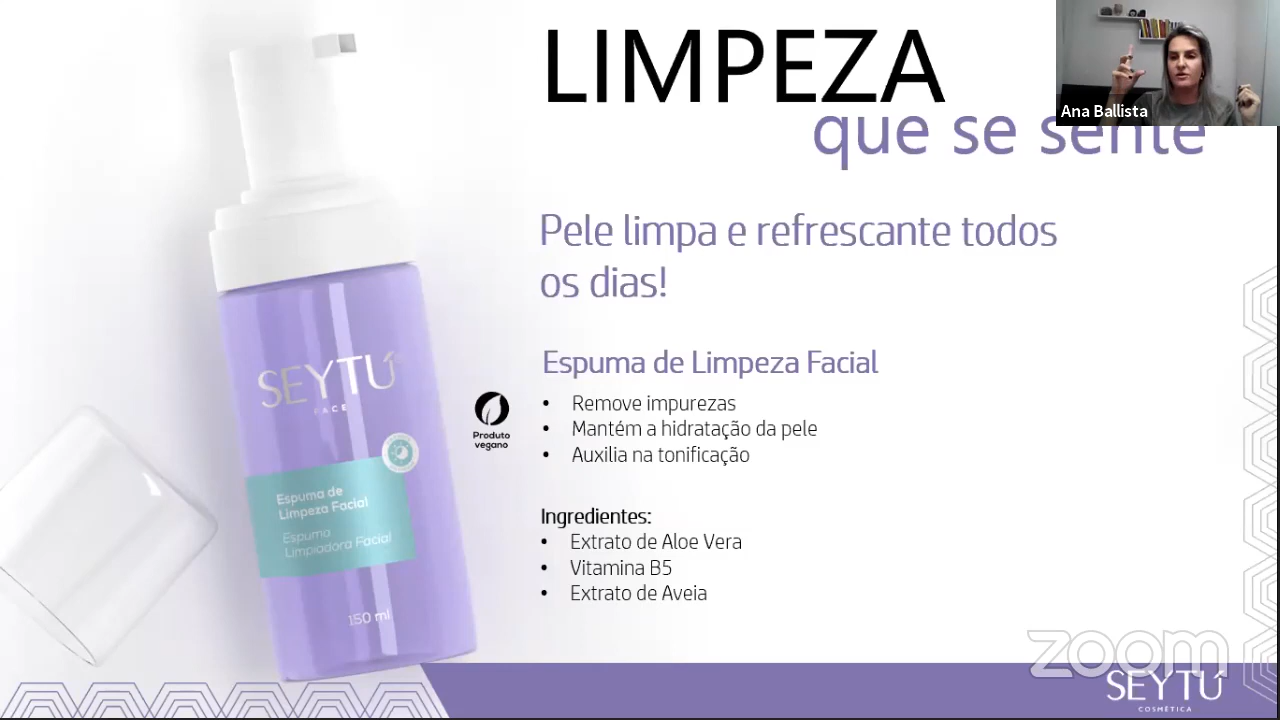 LIMPEZA
que se sente
Ana Ballista
Pele limpa e refrescante todos
os dias!
Espuma de Limpeza Facial
• Remove impurezas
• Mantém a hidratação da pele
• Auxilia na tonificação
Produto
vegano
Ingredientes:
• Extrato de Aloe Vera
• Vitamina B5
• Extrato de Aveia
SEYTÚ
FACE
Espuma de
Limpeza Facial
Espuma
Limpiadora Facial
150 ml
zoom
SEYTÚ
COSMÉTICA